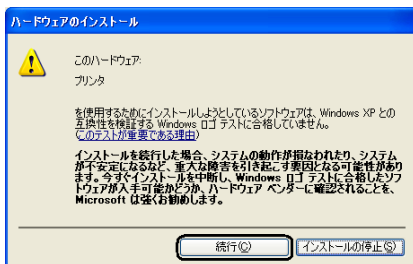 ハードウェアのインストール
このハードウェア:
プリンタ
を使用するためにインストールしようとしているソフトウェアは、Windows XP との
互換性を検証する Windows ロゴ テストに合格していません。
(このテストが重要である理由)
インストールを続行した場合、システムの動作が損なわれたり、システム
が不安定になるなど、重大な障害を引き起こす要因となる可能性があり
ます。今すぐインストールを中断し、Windows ロゴ テストに合格したソフ
トウェアが入手可能かどうか、ハードウェア ベンダーに確認されることを、
Microsoft は強くお勧めします。
続行(C)
インストールの停止(S)